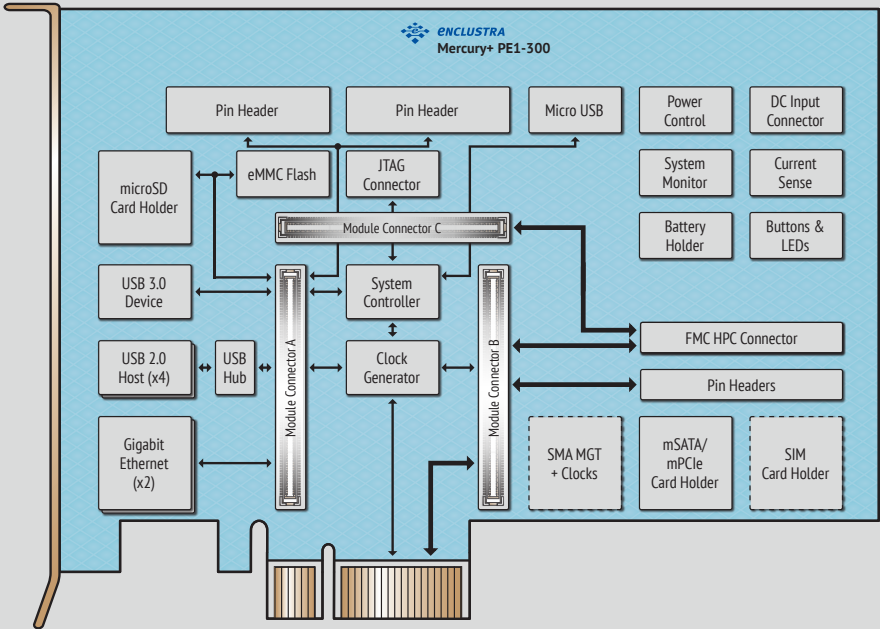 enclustra
Mercury+ PE1-300
Pin Header
Pin Header
Micro USB
Power
Control
DC Input
Connector
microSD
Card Holder
eMMC Flash
JTAG
Connector
System
Monitor
Current
Sense
Module Connector C
Battery
Holder
Buttons &
LEDs
USB 3.0
Device
System
Controller
Module Connector A
Module Connector B
FMC HPC Connector
USB 2.0
Host (x4)
USB
Hub
Clock
Generator
Pin Headers
Gigabit
Ethernet
(x2)
SMA MGT
+ Clocks
mSATA/
mPCIe
Card Holder
SIM
Card Holder